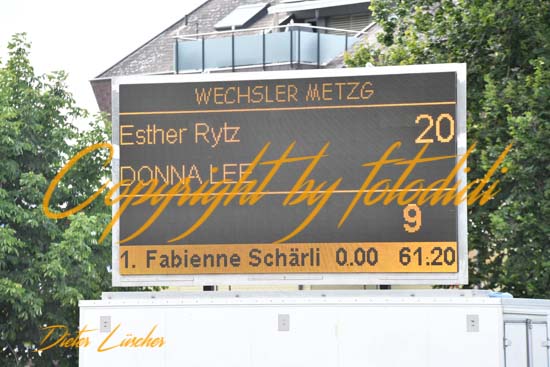 WECHSLER METZG
Esther Rytz 20
DONNA LEE
Copyright by fotodidi
9
1. Fabienne Schärli 0.00 61.20
Dieter Lüscher